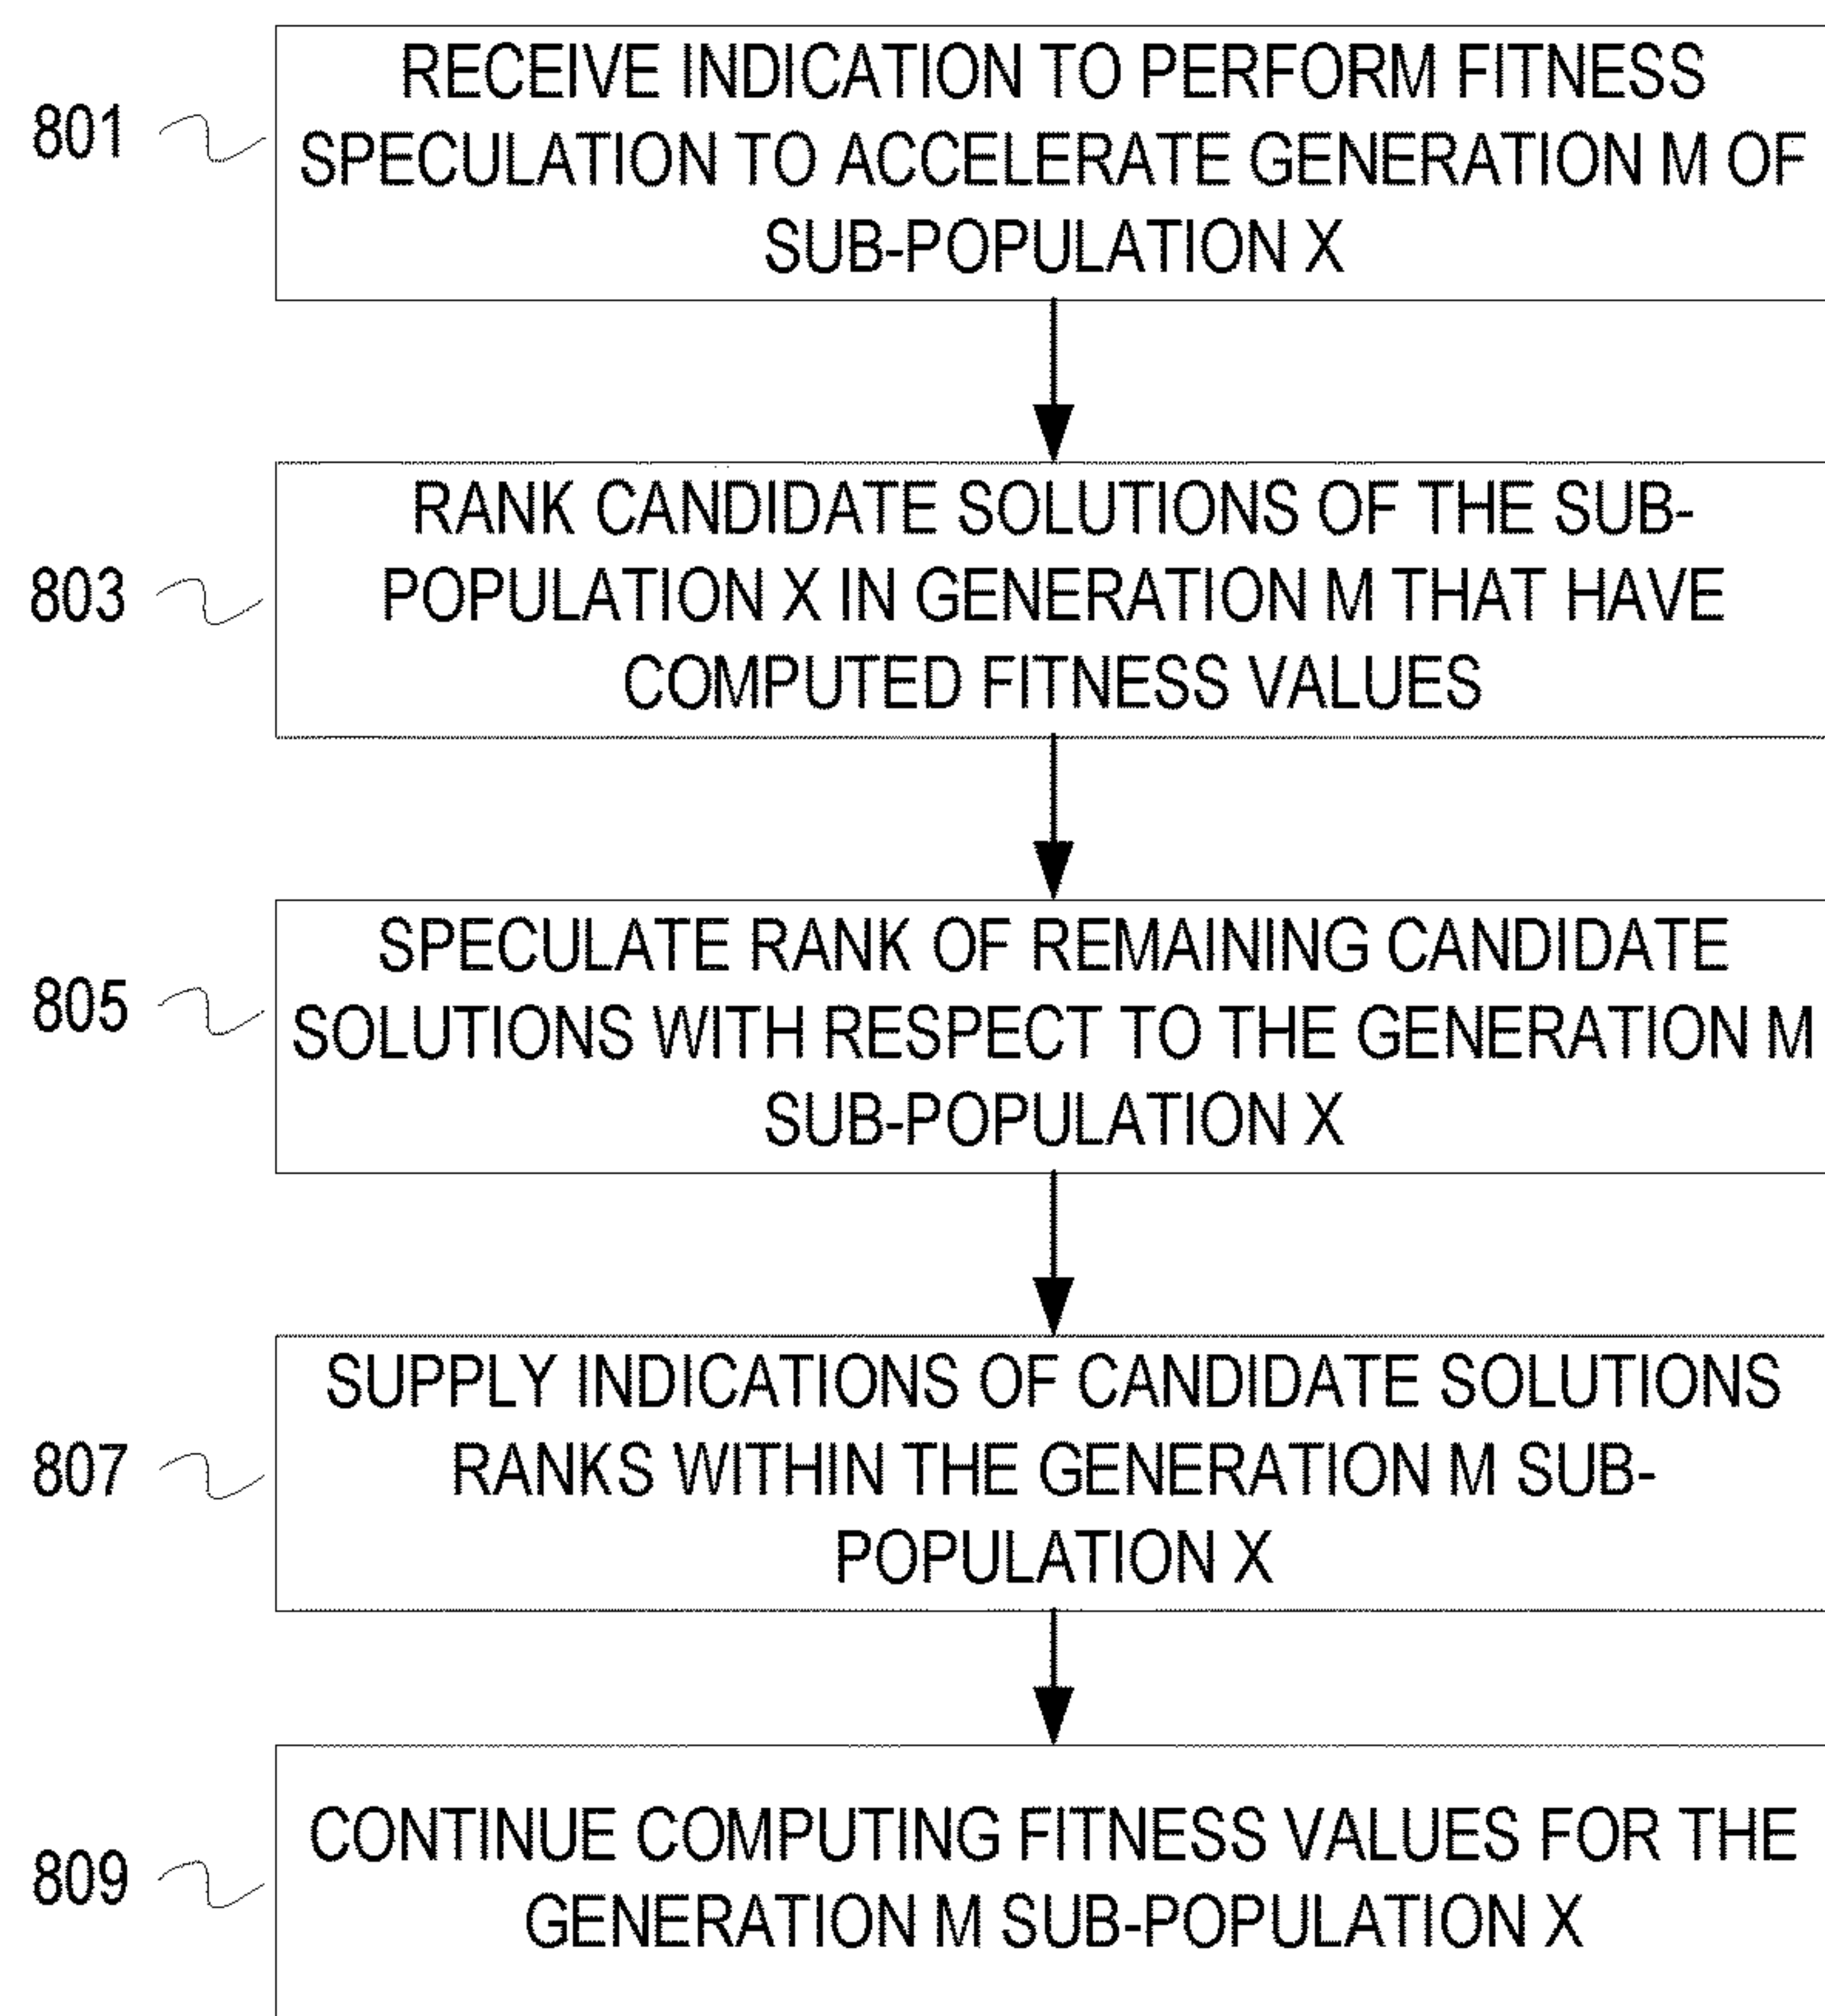 801
RECEIVE INDICATION TO PERFORM FITNESS
SPECULATION TO ACCELERATE GENERATION M OF
SUB-POPULATION X
803
RANK CANDIDATE SOLUTIONS OF THE SUB-
POPULATION X IN GENERATION M THAT HAVE
COMPUTED FITNESS VALUES
805
SPECULATE RANK OF REMAINING CANDIDATE
SOLUTIONS WITH RESPECT TO THE GENERATION M
SUB-POPULATION X
807
SUPPLY INDICATIONS OF CANDIDATE SOLUTIONS
RANKS WITHIN THE GENERATION M SUB-
POPULATION X
809
CONTINUE COMPUTING FITNESS VALUES FOR THE
GENERATION M SUB-POPULATION X